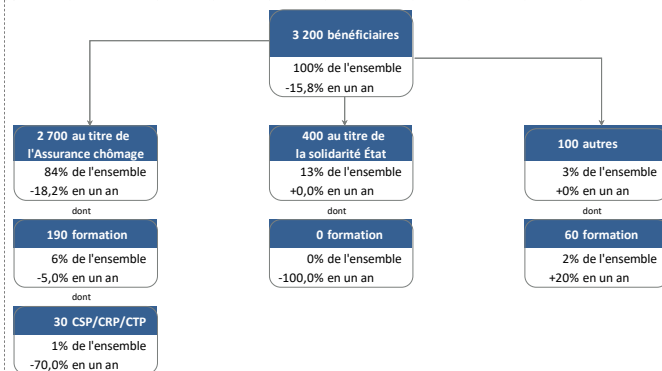 3 200 bénéficiaires
100% de l'ensemble
-15,8% en un an
2 700 au titre de
l'Assurance chômage
84% de l'ensemble
-18,2% en un an
dont
190 formation
6% de l'ensemble
-5,0% en un an
dont
30 CSP/CRP/CTP
1% de l'ensemble
-70,0% en un an
400 au titre de
la solidarité État
13% de l'ensemble
+0,0% en un an
dont
0 formation
0% de l'ensemble
-100,0% en un an
100 autres
3% de l'ensemble
+0% en un an
dont
60 formation
2% de l'ensemble
+20% en un an